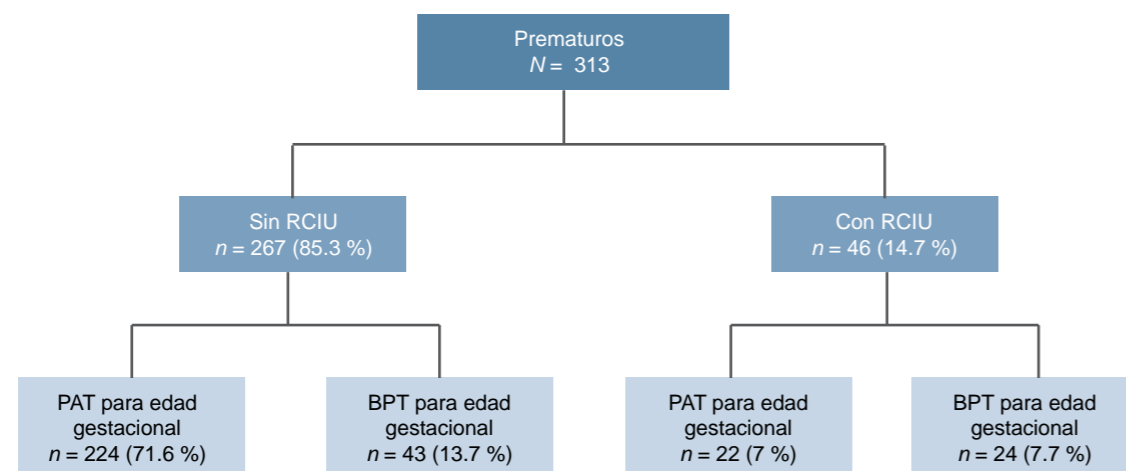 Prematuros
N = 313
Sin RCIU
n = 267 (85.3 %)
Con RCIU
n = 46 (14.7 %)
PAT para edad
gestacional
n = 224 (71.6 %)
BPT para edad
gestacional
n = 43 (13.7 %)
PAT para edad
gestacional
n = 22 (7 %)
BPT para edad
gestacional
n = 24 (7.7 %)